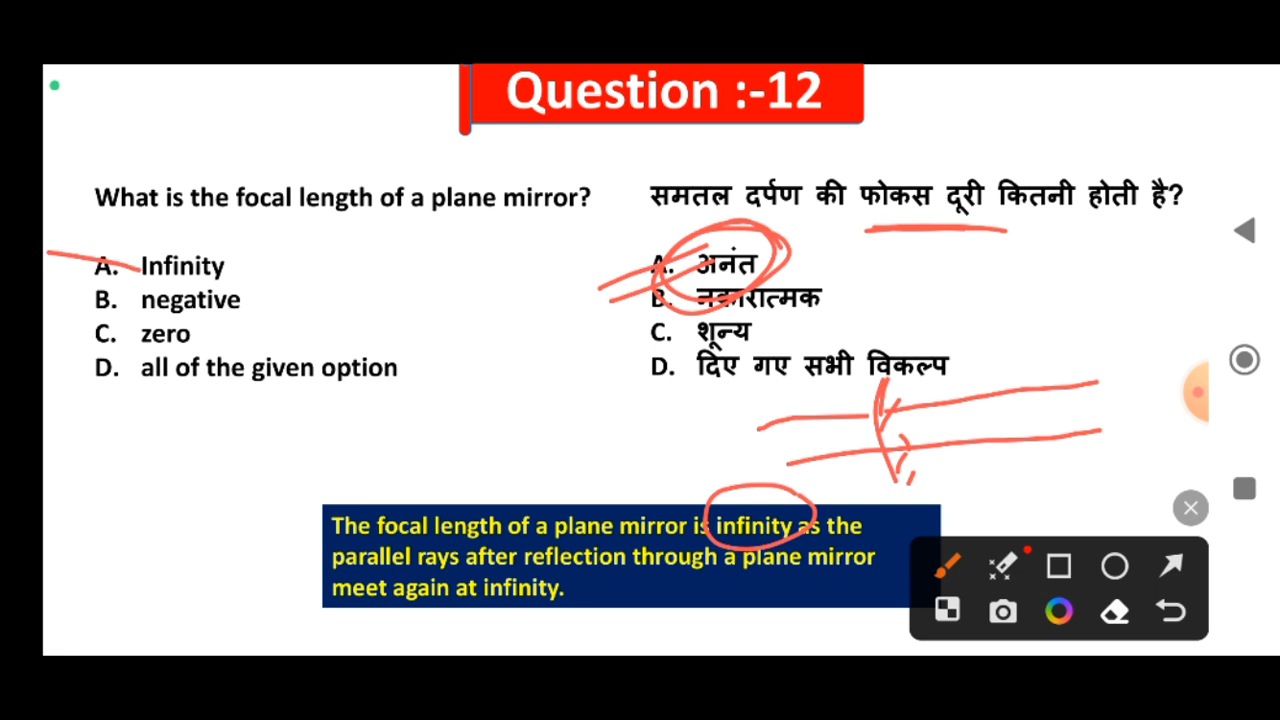 Question :-12
What is the focal length of a plane mirror?
A. Infinity
B. negative
C. zero
D. all of the given option
समतल दर्पण की फोकस दूरी कितनी होती है?
A. अनंत
B. नकारात्मक
C. शून्य
D. दिए गए सभी विकल्प
The focal length of a plane mirror is infinity as the
parallel rays after reflection through a plane mirror
meet again at infinity.